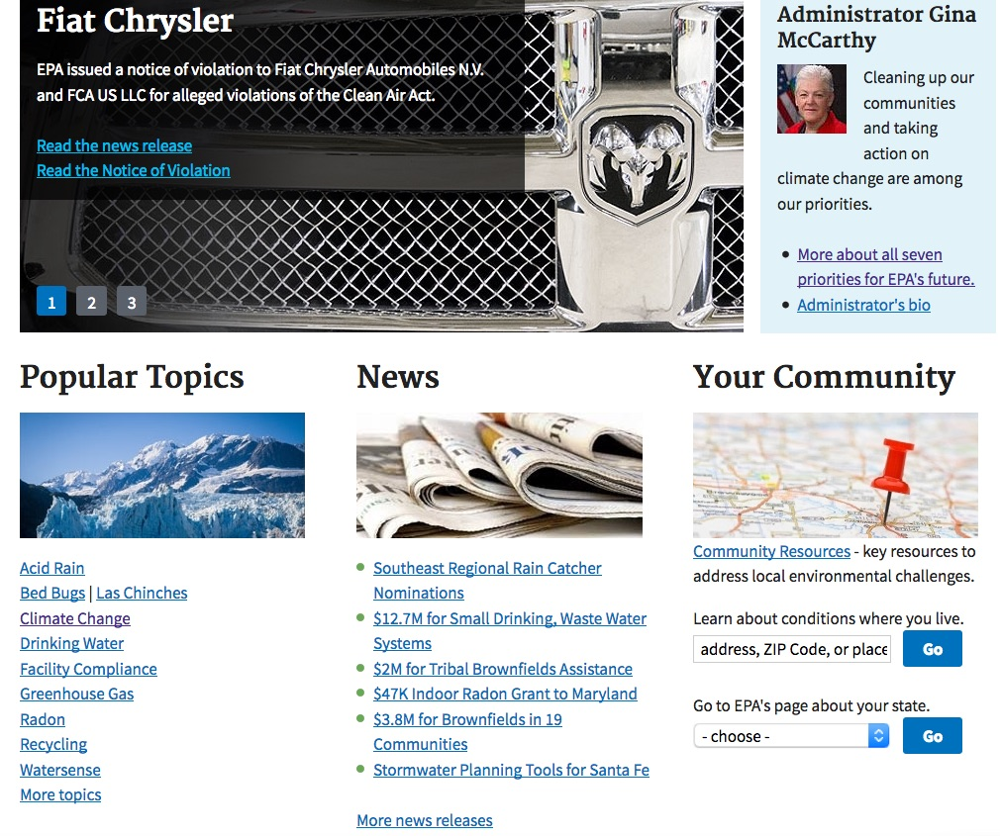 Fiat Chrysler
EPA issued a notice of violation to Fiat Chrysler Automobiles N.V.
and FCA US LLC for alleged violations of the Clean Air Act.
Read the news release
Read the Notice of Violation
1 2 3
Administrator Gina
McCarthy
Cleaning up our
communities
and taking
action on
climate change are among
our priorities.
More about all seven
priorities for EPA's future.
Administrator's bio
Popular Topics
Acid Rain
Bed Bugs | Las Chinches
Climate Change
Drinking Water
Facility Compliance
Greenhouse Gas
Radon
Recycling
Watersense
More topics
News
Southeast Regional Rain Catcher
Nominations
$12.7M for Small Drinking, Waste Water
Systems
$2M for Tribal Brownfields Assistance
$47K Indoor Radon Grant to Maryland
$3.8M for Brownfields in 19
Communities
Stormwater Planning Tools for Santa Fe
More news releases
Your Community
Community Resources - key resources to
address local environmental challenges.
Learn about conditions where you live.
address, ZIP Code, or place Go
Go to EPA's page about your state.
- choose - Go